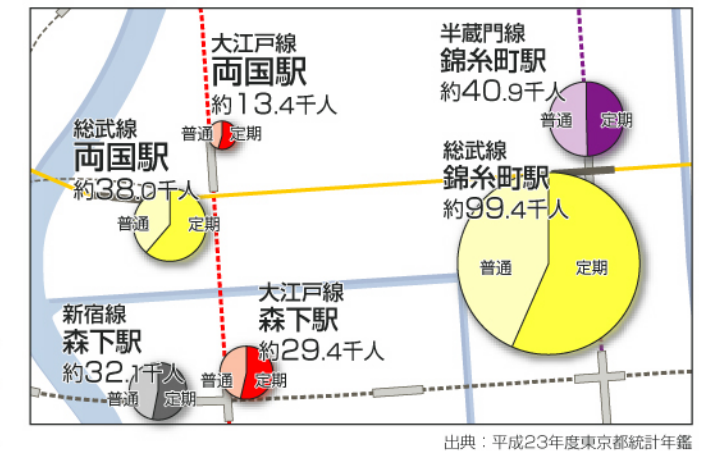 大江戸線
両国駅
約13.4千人
普通 定期
半蔵門線
錦糸町駅
約40.9千人
普通 定期
総武線
両国駅
約38.0千人
普通 定期
総武線
錦糸町駅
約99.4千人
普通 定期
新宿線
森下駅
約32.1千人
普通 定期
大江戸線
森下駅
約29.4千人
普通 定期
出典：平成23年度東京都統計年鑑